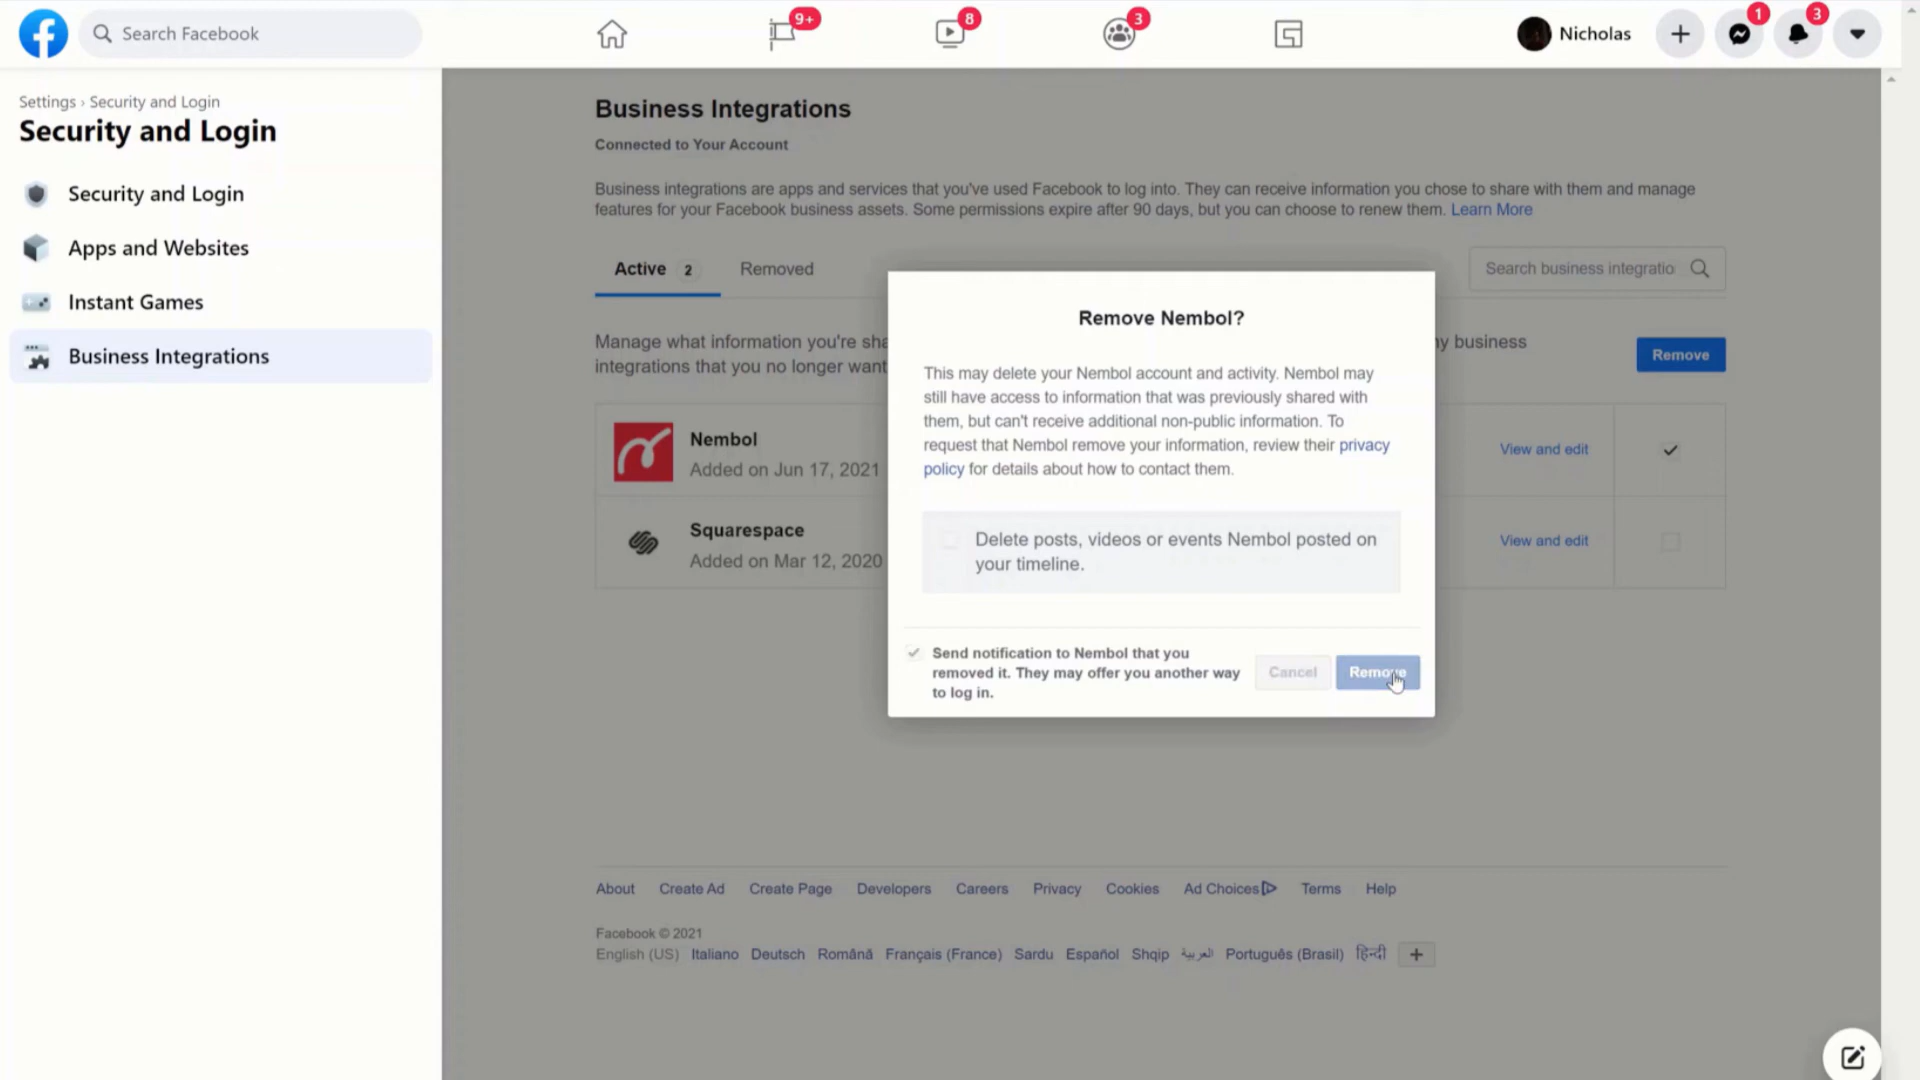 Search Facebook
9+
8
3
Nicholas
1
3
Settings › Security and Login
Security and Login
Security and Login
Apps and Websites
Instant Games
Business Integrations
Business Integrations
Connected to Your Account
Business integrations are apps and services that you've used Facebook to log into. They can receive information you chose to share with them and manage
features for your Facebook business assets. Some permissions expire after 90 days, but you can choose to renew them. Learn More
Active 2
Removed
Search business integratio
Manage what information you're sha
y business
integrations that you no longer want
Remove
Nembol
Added on Jun 17, 2021
View and edit
Squarespace
Added on Mar 12, 2020
View and edit
Remove Nembol?
This may delete your Nembol account and activity. Nembol may
still have access to information that was previously shared with
them, but can't receive additional non-public information. To
request that Nembol remove your information, review their privacy
policy for details about how to contact them.
Delete posts, videos or events Nembol posted on
your timeline.
Send notification to Nembol that you
removed it. They may offer you another way
to log in.
Cancel
Remove
About Create Ad Create Page Developers Careers Privacy Cookies Ad Choices Terms Help
Facebook © 2021
English (US) Italiano Deutsch Română Français (France) Sardu Español Shqip العربية Português (Brasil) हिन्दी